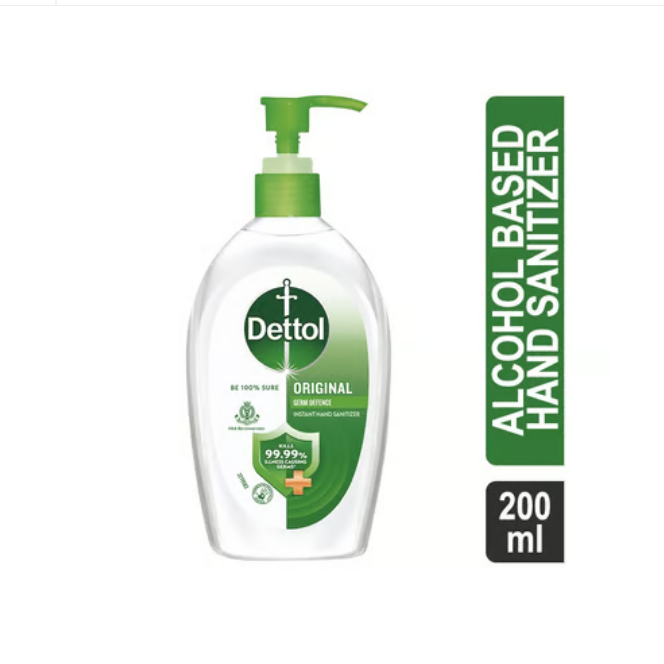 Dettol
BE 100% SURE
ORIGINAL
GERM DEFENCE
INSTANT HAND SANITIZER
KILLS
99.99%
ILLNESS CAUSING
GERMS*
ALCOHOL BASED
HAND SANITIZER
200
ml